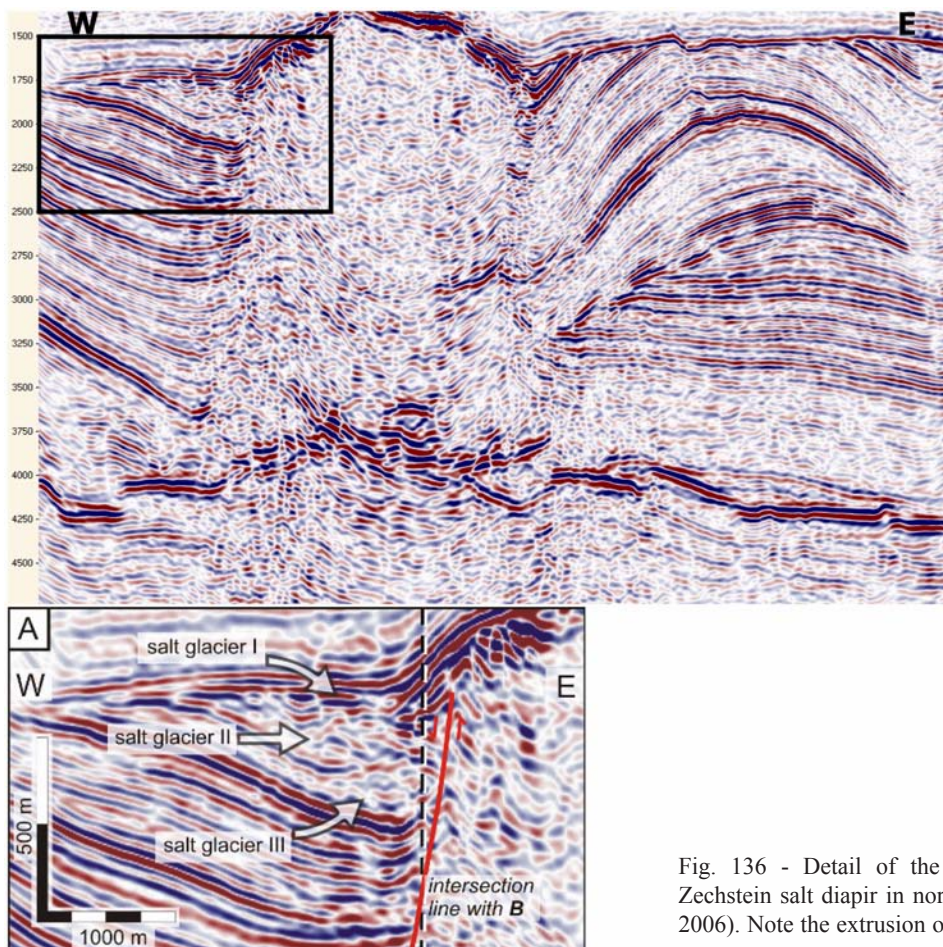 W
E
1500
1750
2000
2250
2500
2750
3000
3250
3500
3750
4000
4250
4500
A
salt glacier I
W
E
salt glacier II
500 m
salt glacier III
intersection
line with B
1000 m
Fig. 136 - Detail of the
Zechstein salt diapir in nor
2006). Note the extrusion o